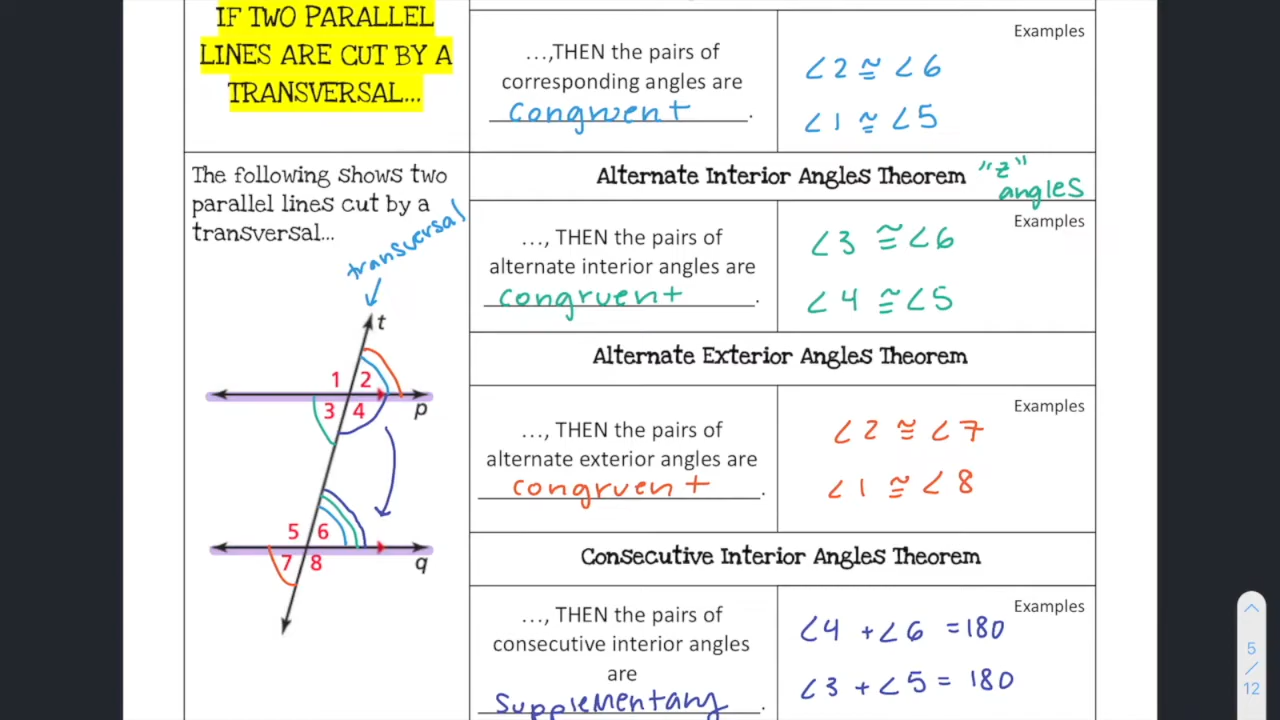 IF TWO PARALLEL
LINES ARE CUT BY A
TRANSVERSAL...
...,THEN the pairs of
corresponding angles are
congruent.
Examples
∠2 ≅ ∠6
∠1 ≅ ∠5
The following shows two
parallel lines cut by a
transversal...
transversal
t
1 2
3 4
p
5 6
7 8
q
Alternate Interior Angles Theorem
"Z"
angles
..., THEN the pairs of
alternate interior angles are
congruent.
Examples
∠3 ≅ ∠6
∠4 ≅ ∠5
Alternate Exterior Angles Theorem
..., THEN the pairs of
alternate exterior angles are
congruent.
Examples
∠2 ≅ ∠7
∠1 ≅ ∠8
Consecutive Interior Angles Theorem
..., THEN the pairs of
consecutive interior angles
are
supplementary.
Examples
∠4 + ∠6 = 180
∠3 + ∠5 = 180
5
/
12